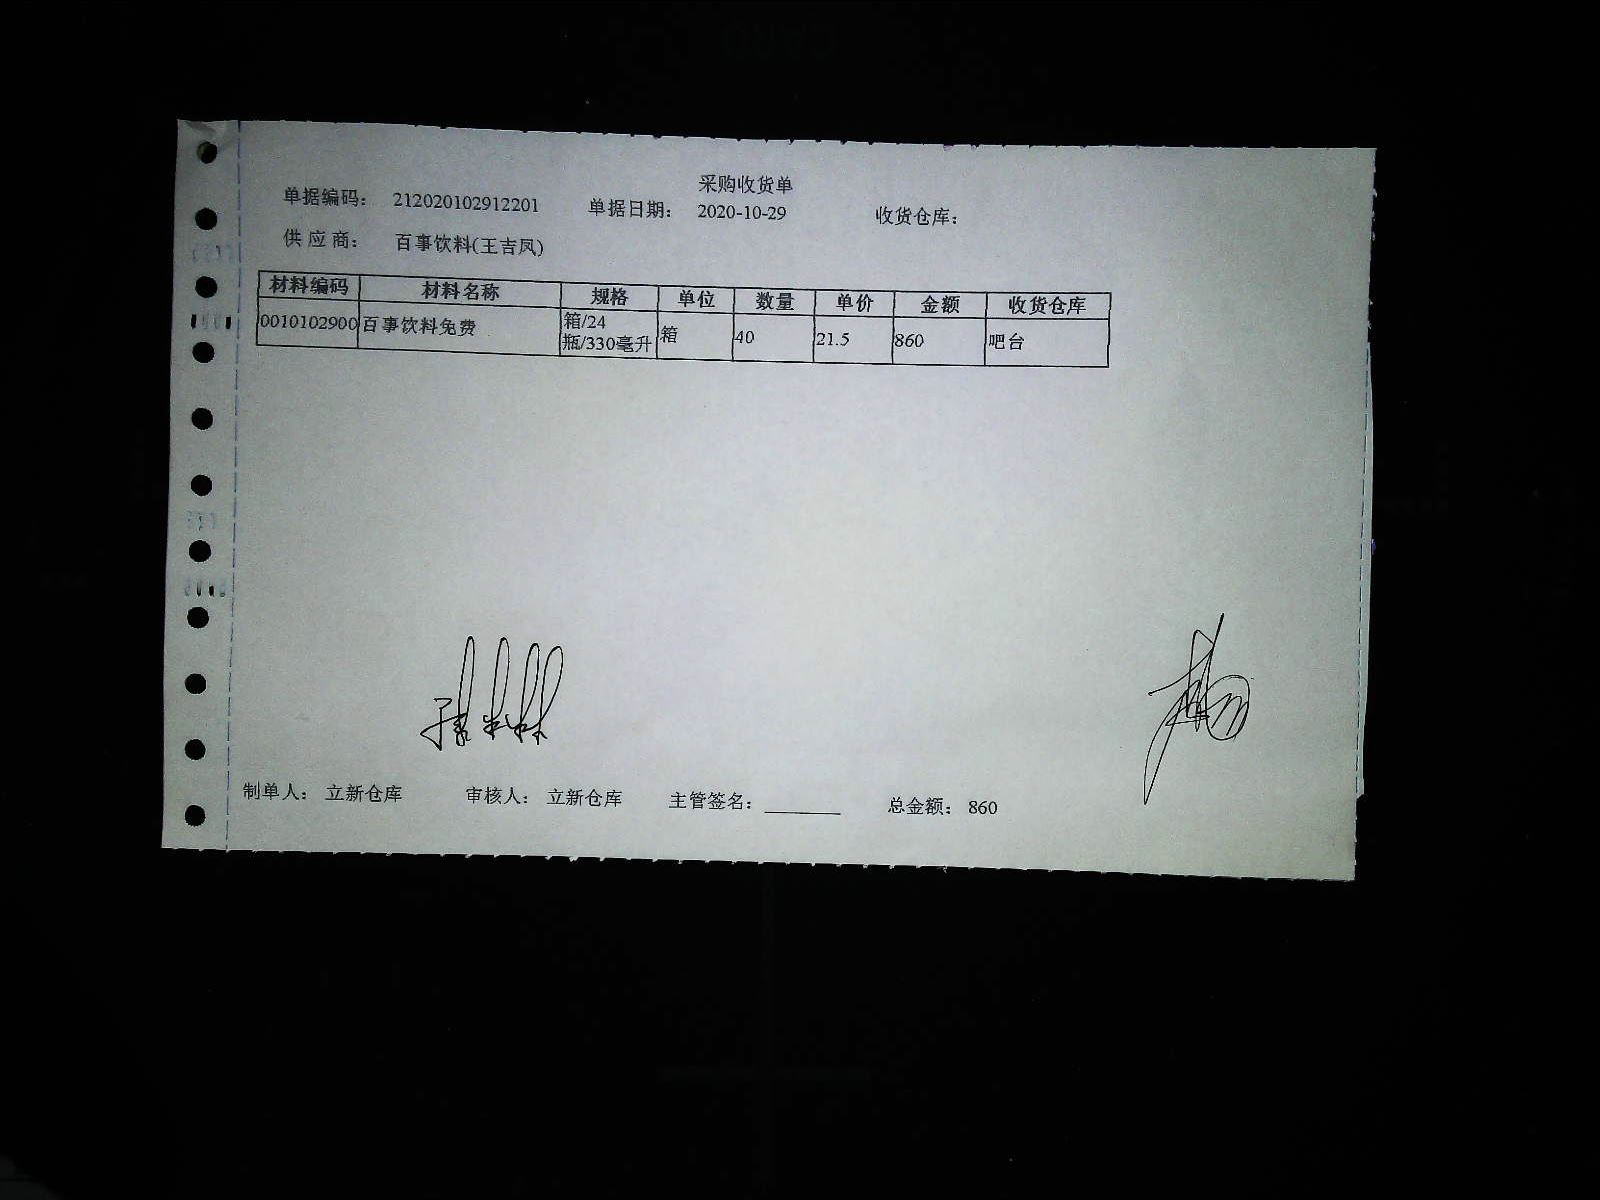 采购收货单
单据编码： 212020102912201 单据日期： 2020-10-29 收货仓库：
供 应 商： 百事饮料(王吉凤)
材料编码 材料名称 规格 单位 数量 单价 金额 收货仓库
0010102900 百事饮料免费 箱/24 箱 40 21.5 860 吧台
瓶/330毫升
制单人： 立新仓库 审核人： 立新仓库 主管签名： 总金额： 860